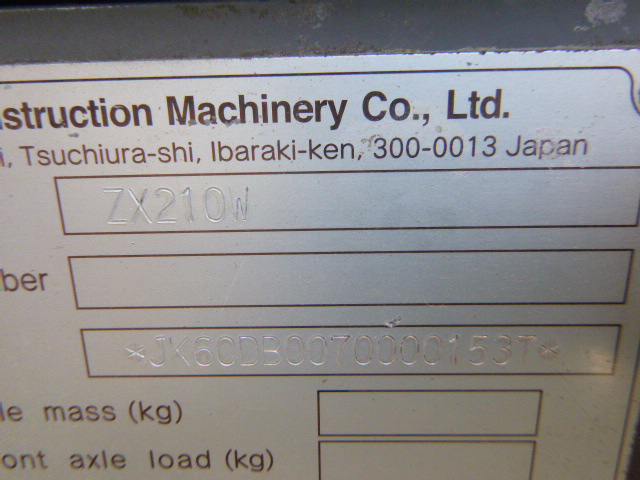 nstruction Machinery Co., Ltd.
i, Tsuchiura-shi, Ibaraki-ken, 300-0013 Japan
ZX210W
ber
*JK60DB0070000153T*
le mass (kg)
ont axle load (kg)